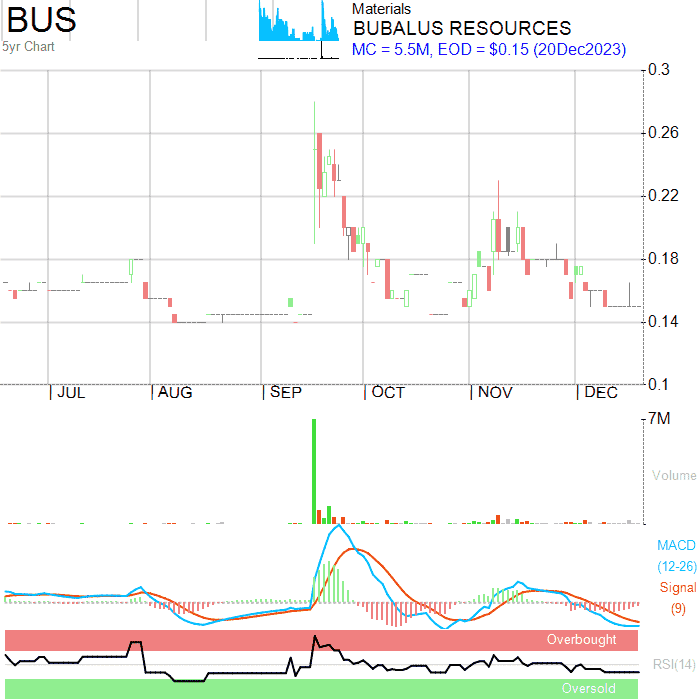 BUS
5yr Chart
Materials
BUBALUS RESOURCES
MC = 5.5M, EOD = $0.15 (20Dec2023)
0.3
0.26
0.22
0.18
0.14
0.1
JUL AUG SEP OCT NOV DEC
7M
Volume
MACD
(12-26)
Signal
(9)
Overbought
RSI(14)
Oversold